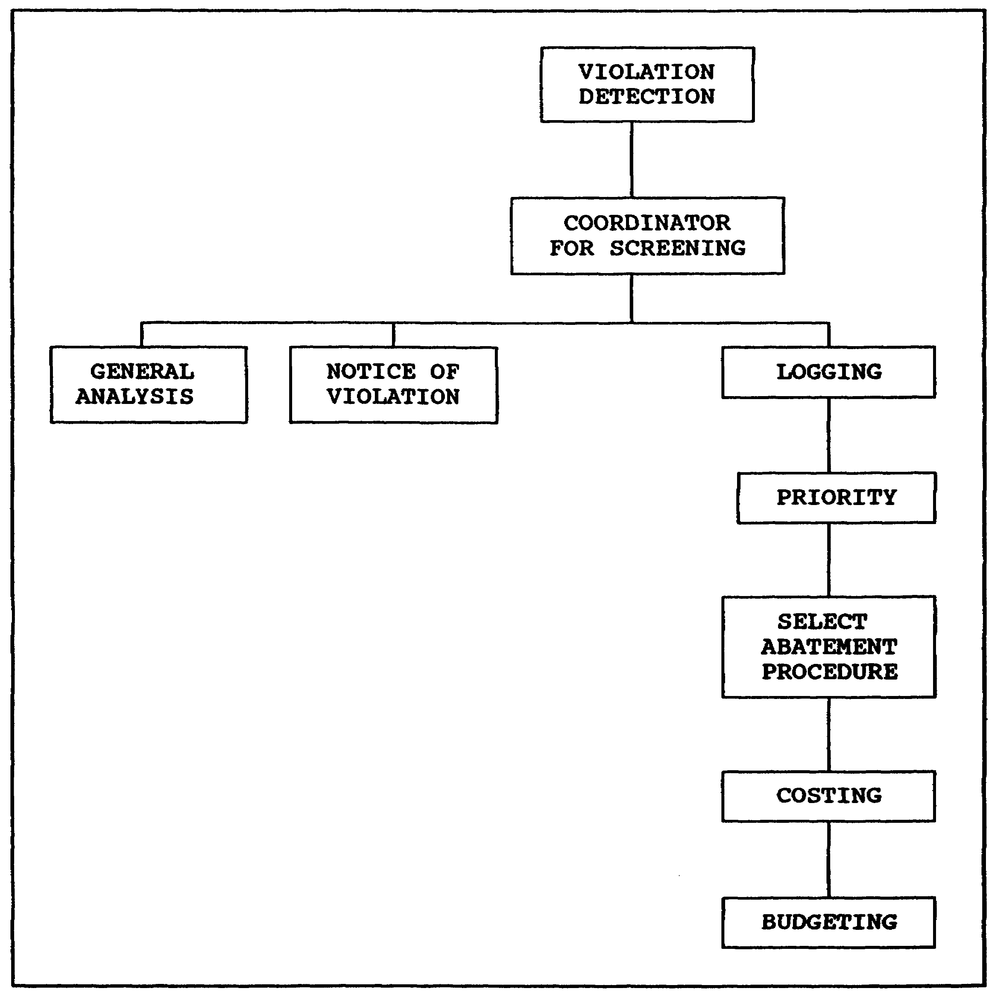 VIOLATION
DETECTION
COORDINATOR
FOR SCREENING
GENERAL
ANALYSIS
NOTICE OF
VIOLATION
LOGGING
PRIORITY
SELECT
ABATEMENT
PROCEDURE
COSTING
BUDGETING